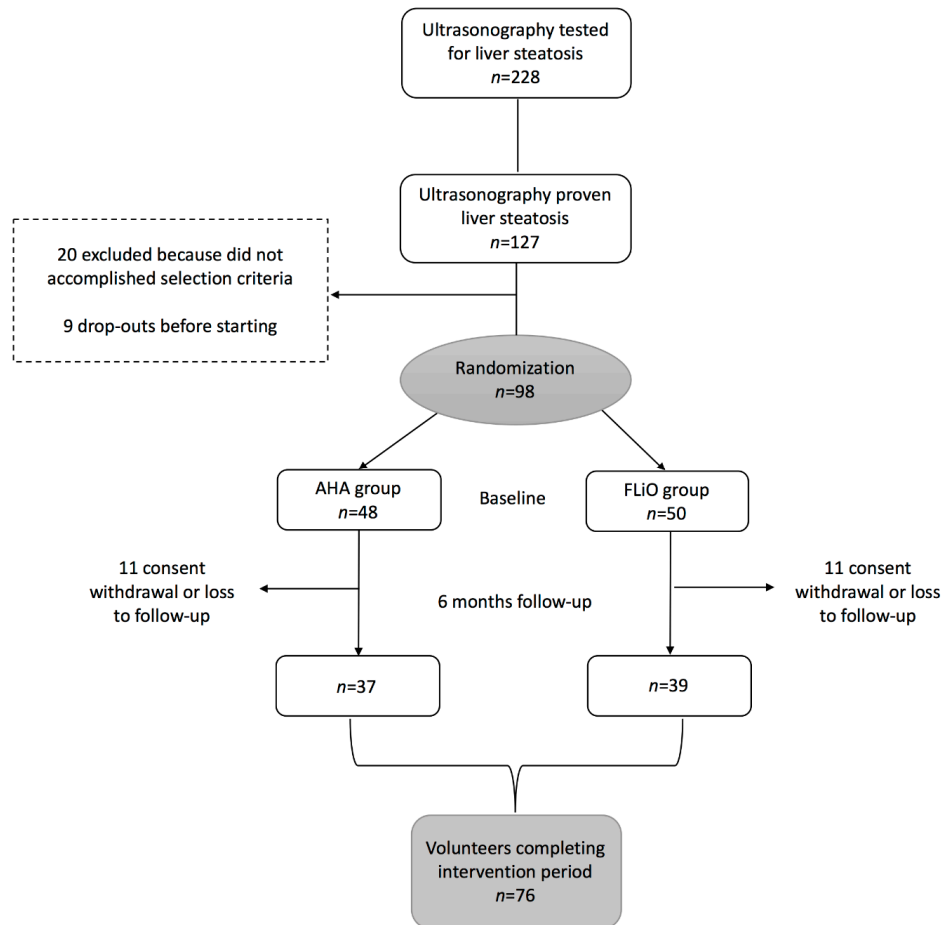 Ultrasonography tested
for liver steatosis
n=228
Ultrasonography proven
liver steatosis
n=127
20 excluded because did not
accomplished selection criteria
9 drop-outs before starting
Randomization
n=98
AHA group
n=48
Baseline
FLiO group
n=50
11 consent
withdrawal or loss
to follow-up
6 months follow-up
11 consent
withdrawal or loss
to follow-up
n=37
n=39
Volunteers completing
intervention period
n=76